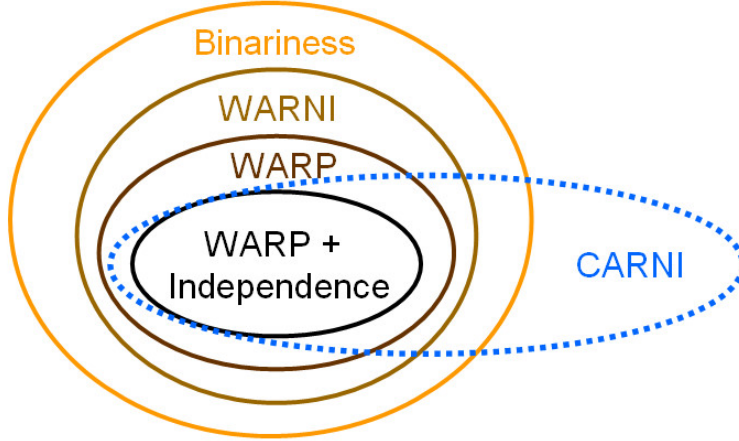 Binariness
WARNI
WARP
WARP +
Independence
CARNI